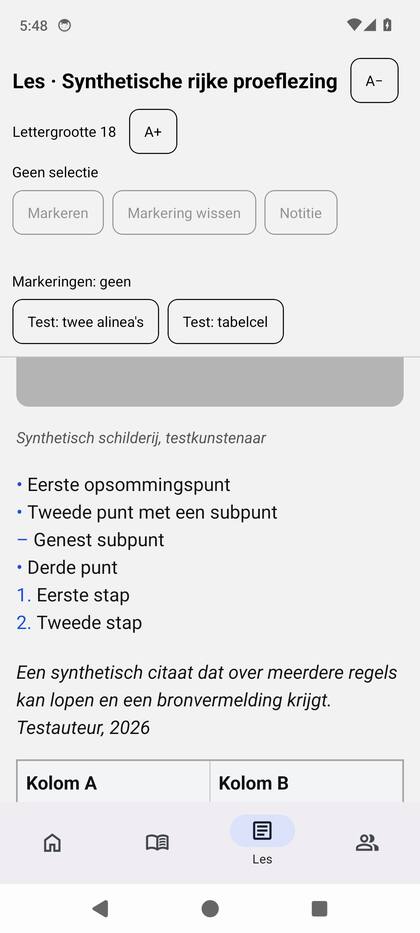 5:48
Les · Synthetische rijke proeflezing
A−
Lettergrootte 18
A+
Geen selectie
Markeren
Markering wissen
Notitie
Markeringen: geen
Test: twee alinea's
Test: tabelcel
Synthetisch schilderij, testkunstenaar
• Eerste opsommingspunt
• Tweede punt met een subpunt
– Genest subpunt
• Derde punt
1. Eerste stap
2. Tweede stap
Een synthetisch citaat dat over meerdere regels
kan lopen en een bronvermelding krijgt.
Testauteur, 2026
Kolom A
Kolom B
Les